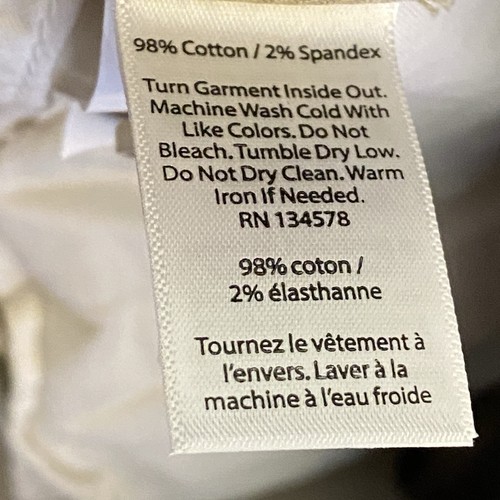 98% Cotton / 2% Spandex
Turn Garment Inside Out.
Machine Wash Cold With
Like Colors. Do Not
Bleach. Tumble Dry Low.
Do Not Dry Clean. Warm
Iron If Needed.
RN 134578
98% coton /
2% élasthanne
Tournez le vêtement à
l'envers. Laver à la
machine à l'eau froide